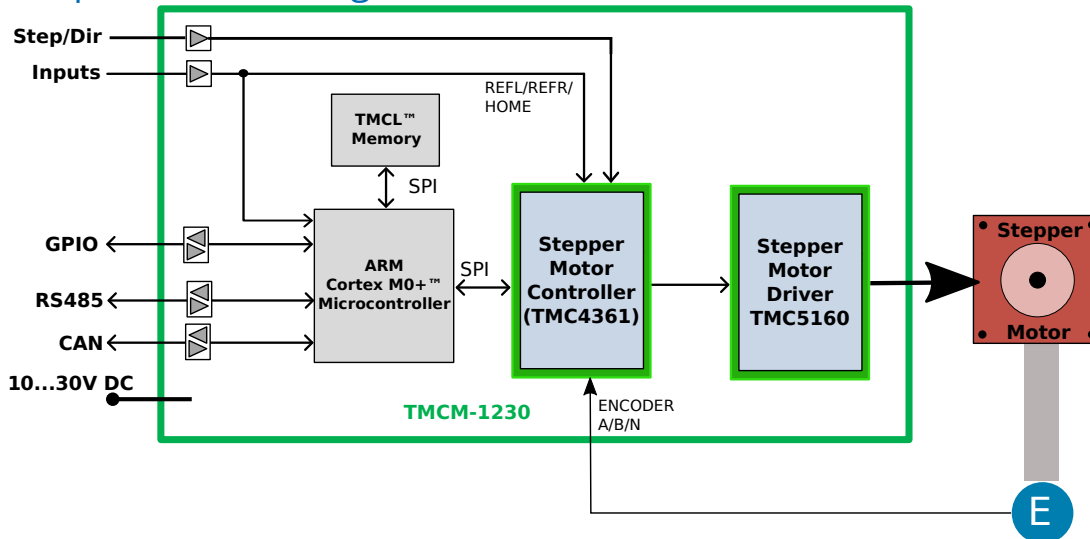 Step/Dir
Inputs
REFL/REFR/
HOME
TMCL™
Memory
SPI
GPIO
RS485
CAN
10...30V DC
ARM
Cortex M0+™
Microcontroller
SPI
Stepper
Motor
Controller
(TMC4361)
Stepper
Motor
Driver
TMC5160
Stepper
Motor
TMCM-1230
ENCODER
A/B/N
E